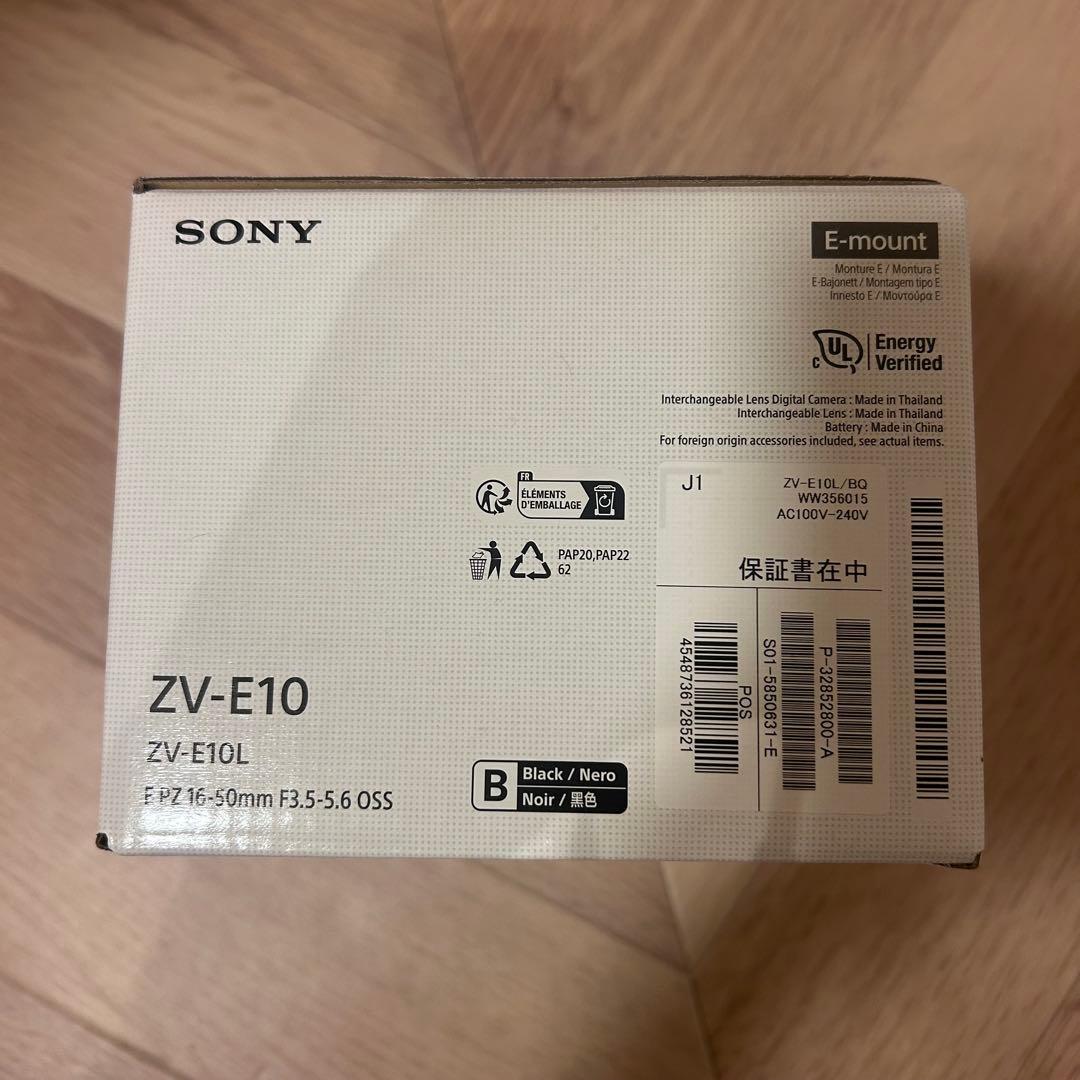 SONY
E-mount
Monture E / Montura E
E-Bajonett / Montagem tipo E
Innesto E / Μοντούρα E
c UL Energy Verified
Interchangeable Lens Digital Camera : Made in Thailand
Interchangeable Lens : Made in Thailand
Battery : Made in China
For foreign origin accessories included, see actual items.
FR
ÉLÉMENTS
D'EMBALLAGE
PAP20,PAP22
62
J1
ZV-E10L/BQ
WW356015
AC100V-240V
保証書在中
POS
4548736128521
S01-5850631-E
P-32852800-A
ZV-E10
ZV-E10L
E PZ 16-50mm F3.5-5.6 OSS
B
Black / Nero
Noir / 黑色